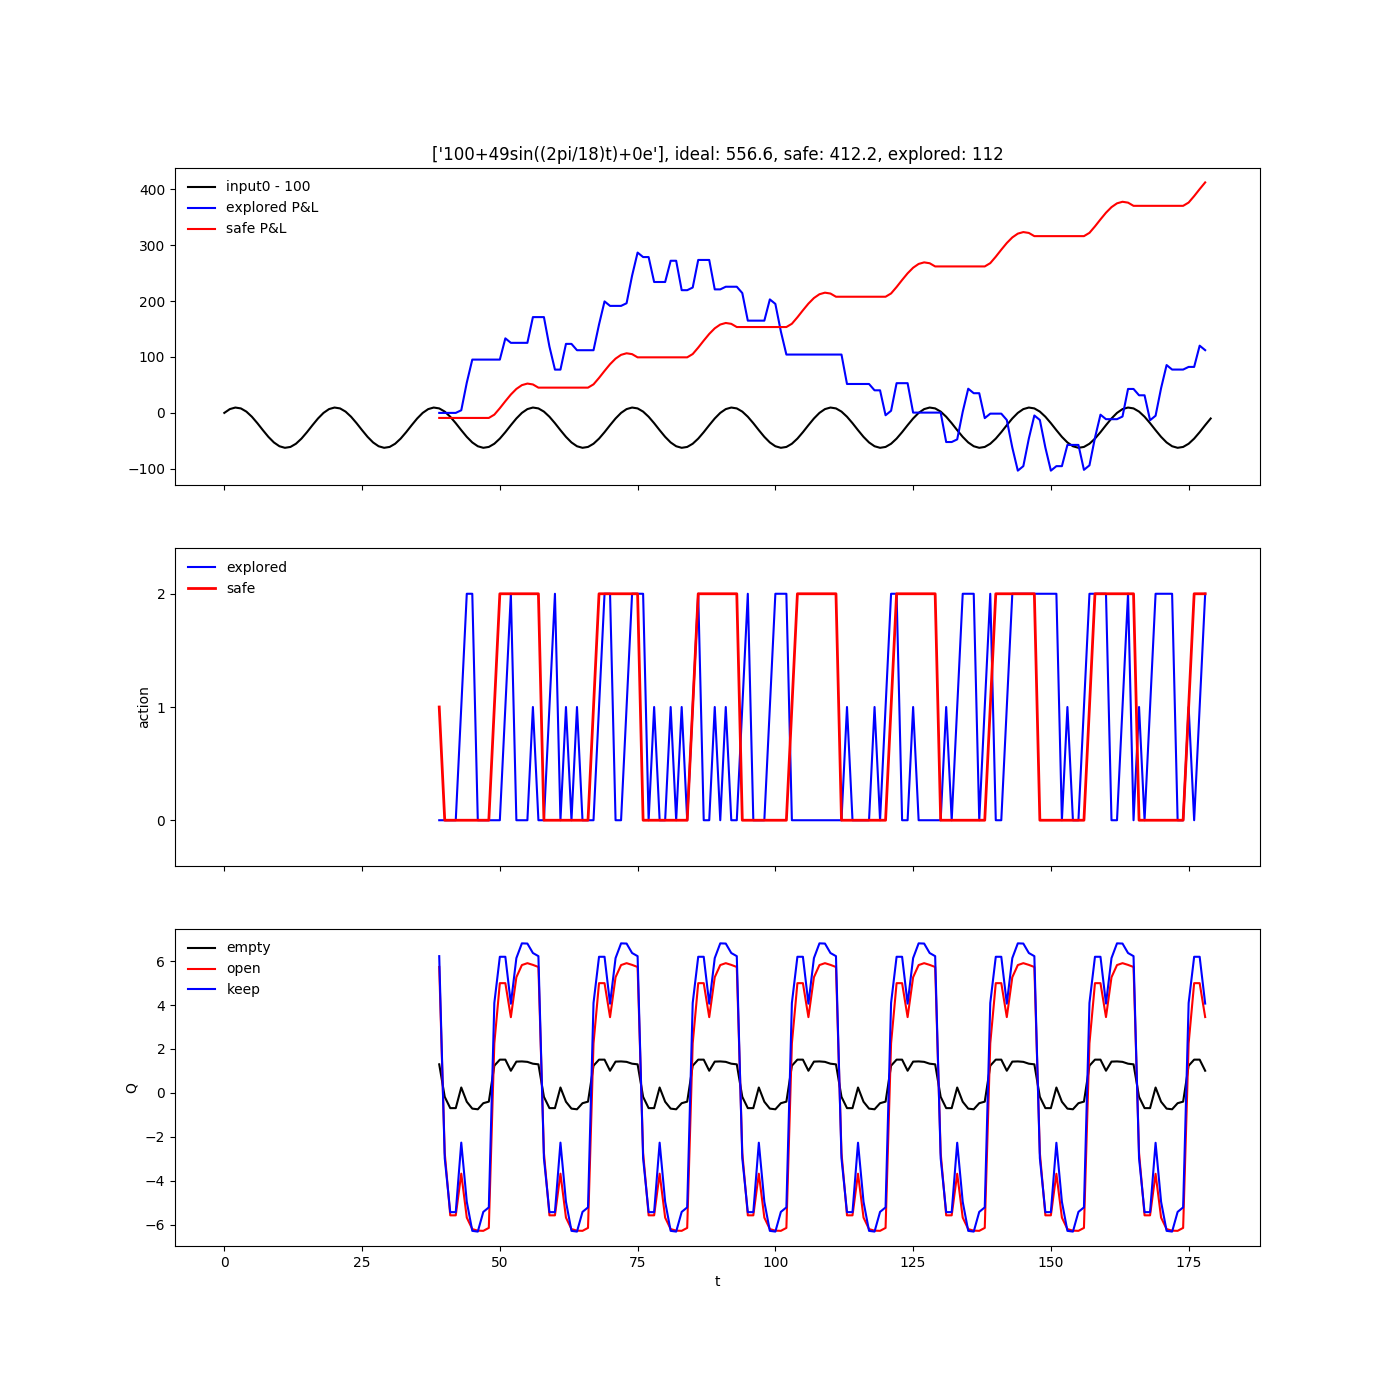 ['100+49sin((2pi/18)t)+0e'], ideal: 556.6, safe: 412.2, explored: 112
input0 - 100
explored P&L
safe P&L
400
300
200
100
0
−100
explored
safe
2
1
0
action
empty
open
keep
6
4
2
0
−2
−4
−6
Q
0 25 50 75 100 125 150 175
t